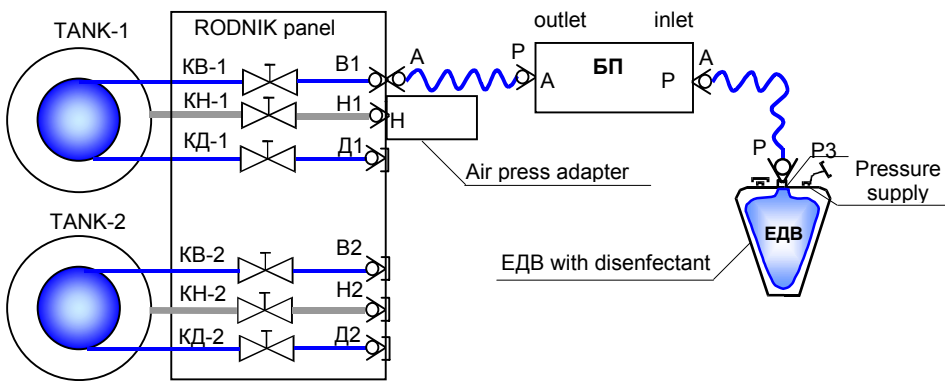 TANK-1
RODNIK panel
outlet
inlet
КВ-1
В1
А
Р
БП
А
А
Р
КН-1
Н1
Н
КД-1
Д1
Air press adapter
Р
Р3
Pressure
supply
ЕДВ
TANK-2
КВ-2
В2
ЕДВ with disenfectant
КН-2
Н2
КД-2
Д2